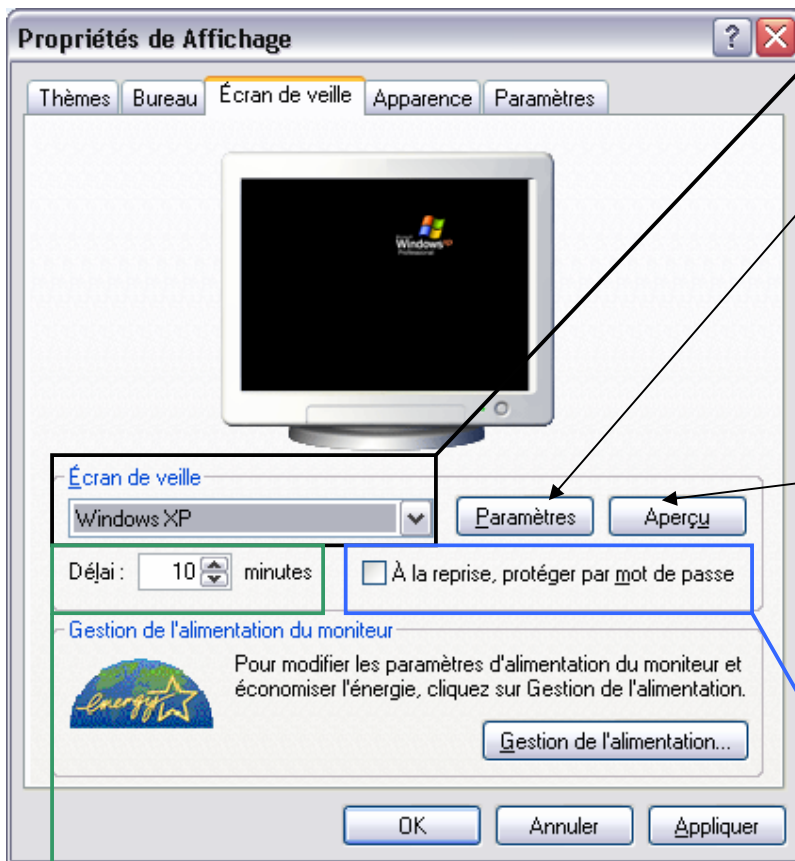 Propriétés de Affichage
Thèmes Bureau Écran de veille Apparence Paramètres
Windows xp
Professional
Écran de veille
Windows XP Paramètres Aperçu
Délai : 10 minutes À la reprise, protéger par mot de passe
Gestion de l'alimentation du moniteur
energy Pour modifier les paramètres d'alimentation du moniteur et
économiser l'énergie, cliquez sur Gestion de l'alimentation.
Gestion de l'alimentation...
OK Annuler Appliquer